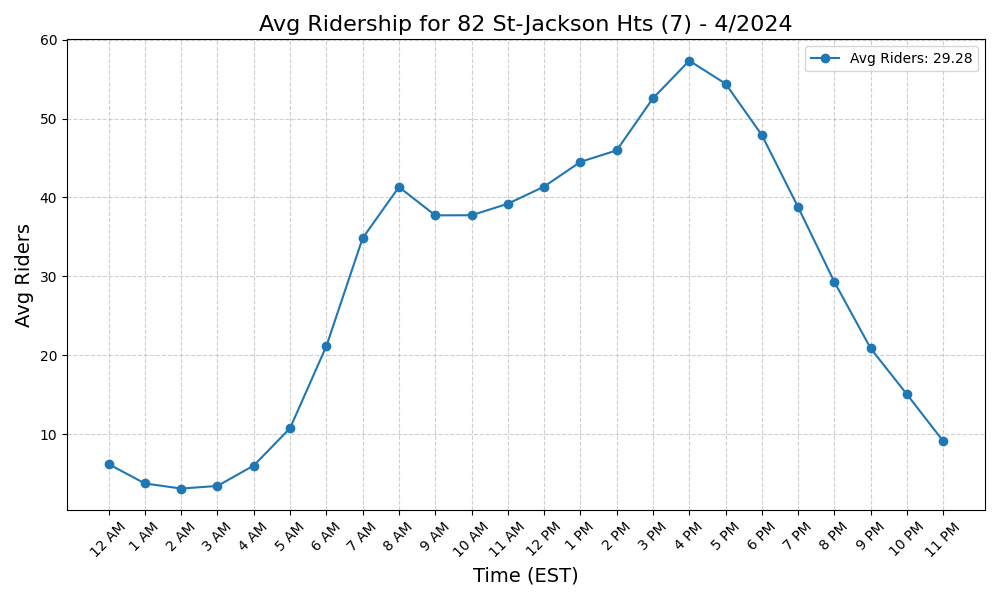 Avg Ridership for 82 St-Jackson Hts (7) - 4/2024
Avg Riders: 29.28
60
50
40
30
20
10
Avg Riders
12 AM
1 AM
2 AM
3 AM
4 AM
5 AM
6 AM
7 AM
8 AM
9 AM
10 AM
11 AM
12 PM
1 PM
2 PM
3 PM
4 PM
5 PM
6 PM
7 PM
8 PM
9 PM
10 PM
11 PM
Time (EST)